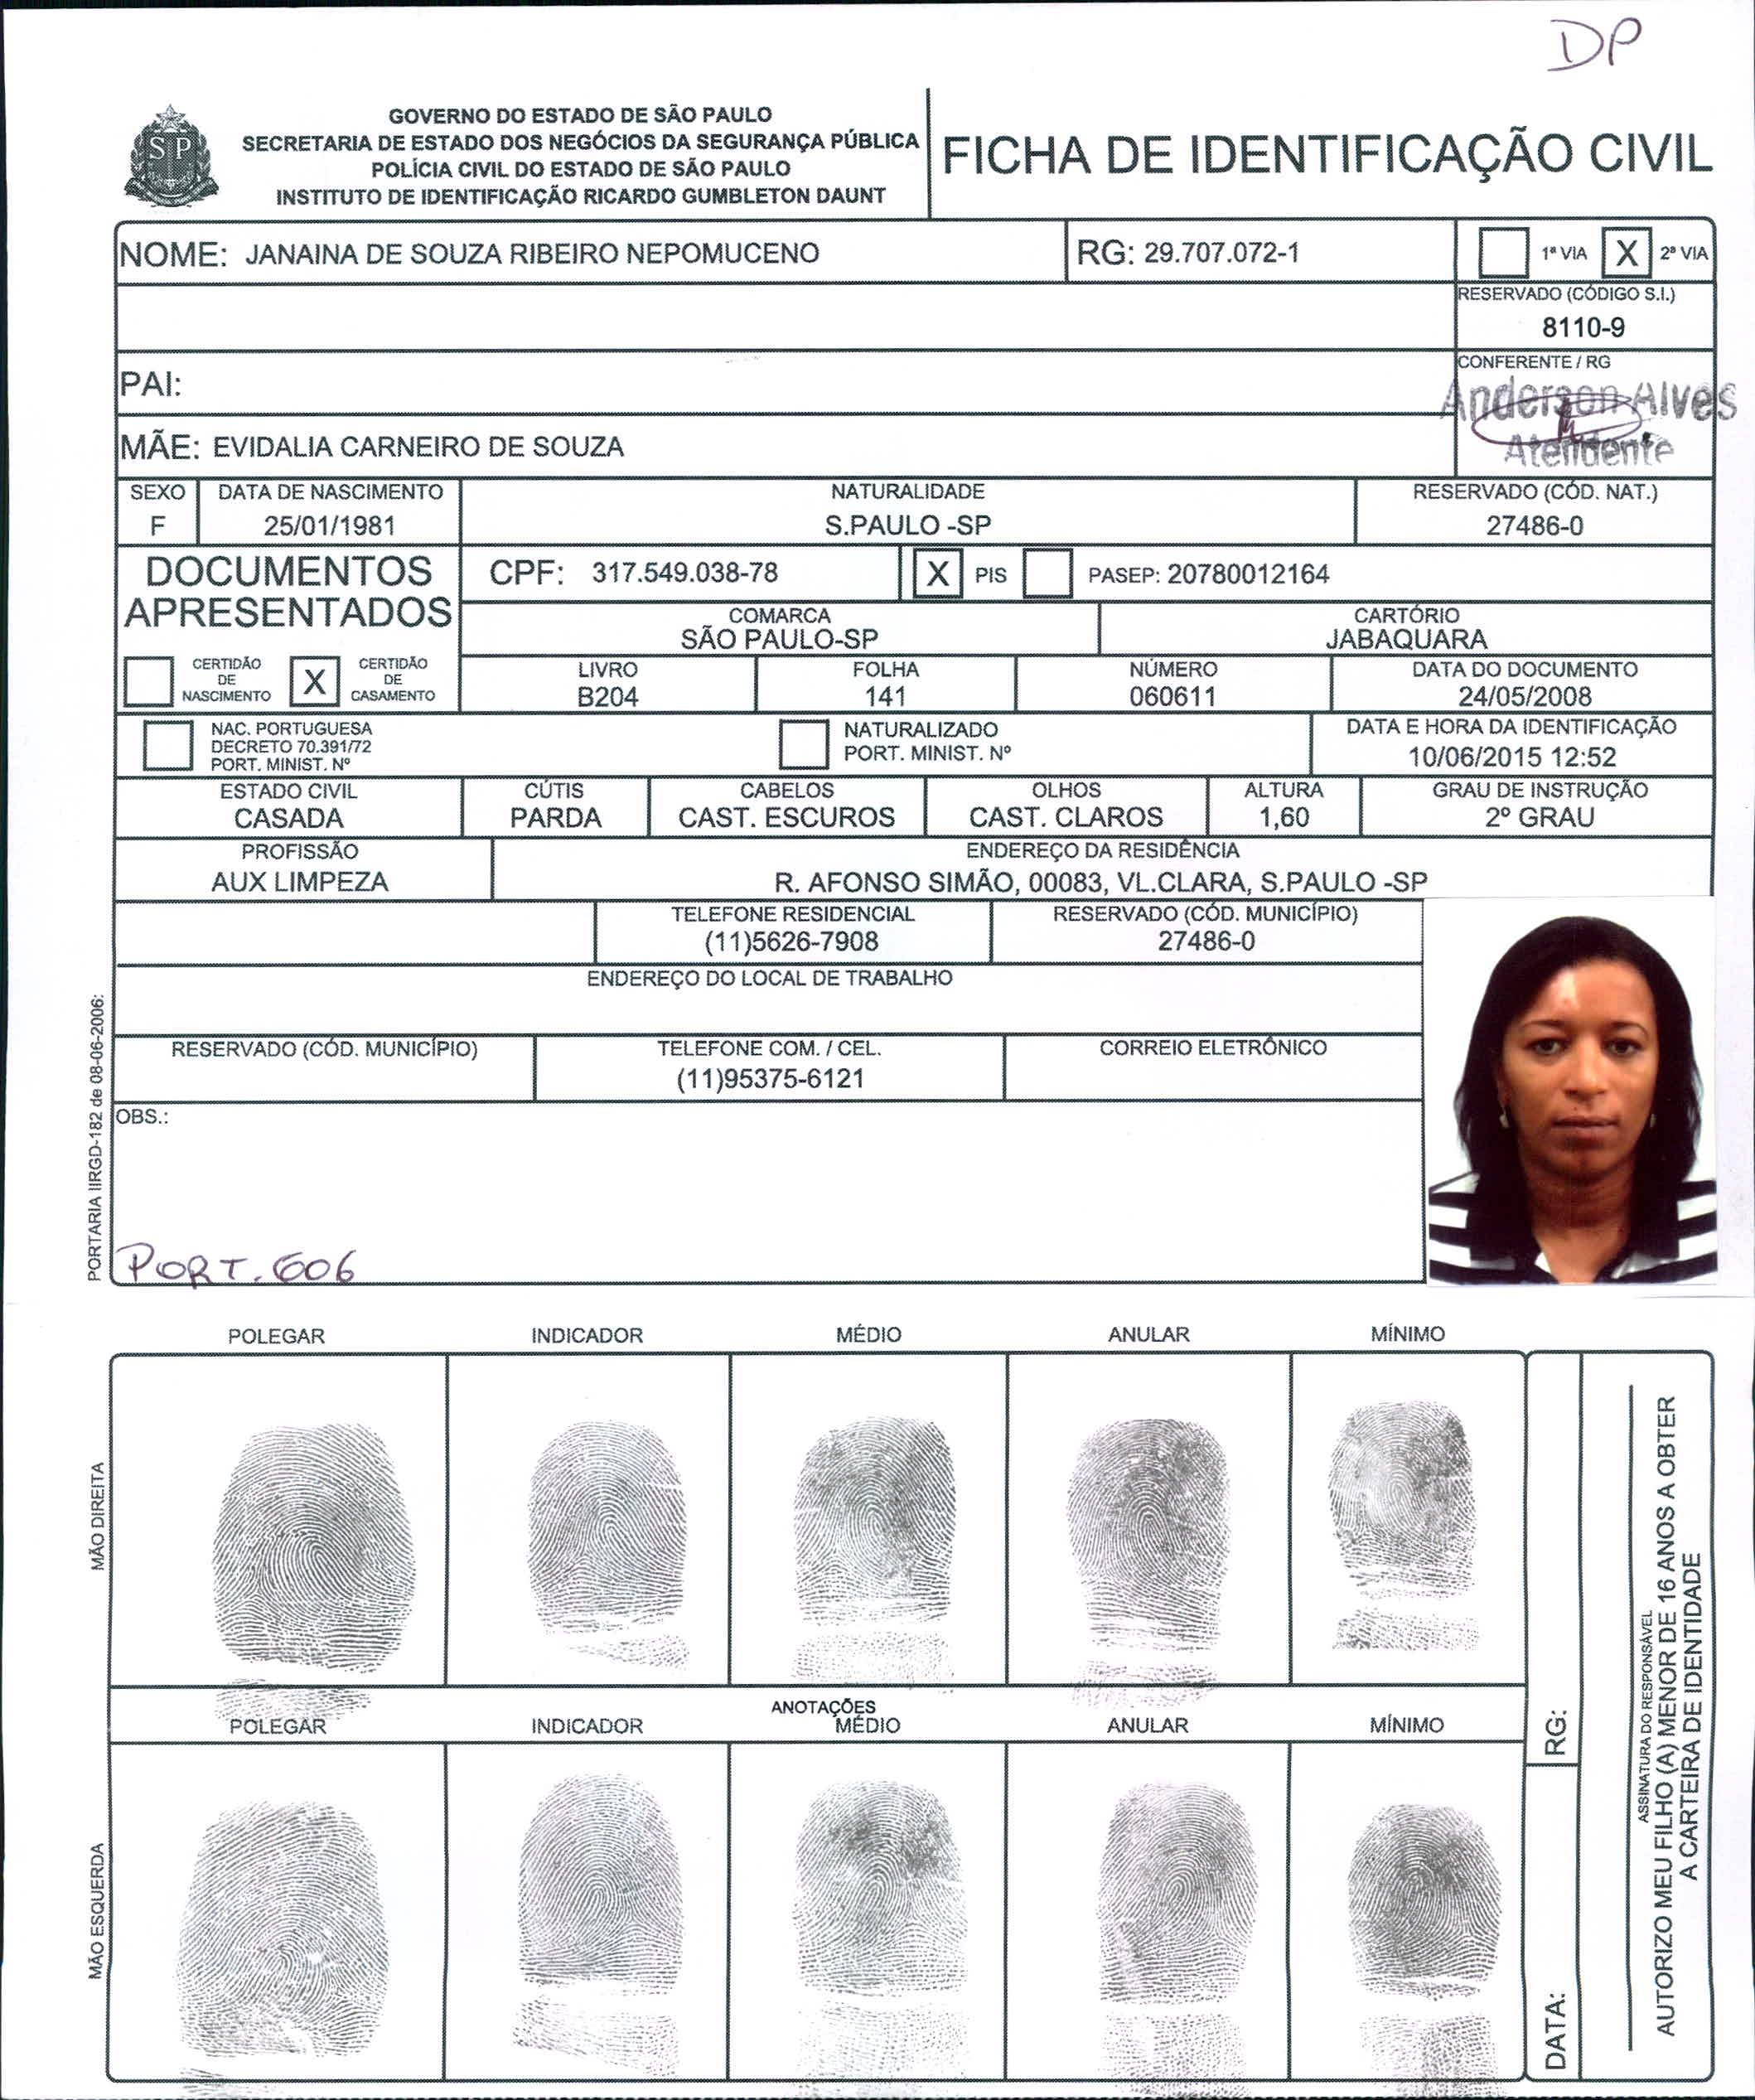 DP
GOVERNO DO ESTADO DE SÃO PAULO
SECRETARIA DE ESTADO DOS NEGÓCIOS DA SEGURANÇA PÚBLICA
POLÍCIA CIVIL DO ESTADO DE SÃO PAULO
INSTITUTO DE IDENTIFICAÇÃO RICARDO GUMBLETON DAUNT
SP
FICHA DE IDENTIFICAÇÃO CIVIL
NOME: JANAINA DE SOUZA RIBEIRO NEPOMUCENO
RG: 29.707.072-1
1ª VIA X 2ª VIA
RESERVADO (CÓDIGO S.I.)
8110-9
PAI:
CONFERENTE / RG
Anderson Alves
Atendente
MÃE: EVIDALIA CARNEIRO DE SOUZA
SEXO
F
DATA DE NASCIMENTO
25/01/1981
NATURALIDADE
S.PAULO -SP
RESERVADO (CÓD. NAT.)
27486-0
DOCUMENTOS
APRESENTADOS
CPF: 317.549.038-78
X PIS
PASEP: 20780012164
COMARCA
SÃO PAULO-SP
CARTÓRIO
JABAQUARA
CERTIDÃO
DE
NASCIMENTO
X
CERTIDÃO
DE
CASAMENTO
LIVRO
B204
FOLHA
141
NÚMERO
060611
DATA DO DOCUMENTO
24/05/2008
NAC. PORTUGUESA
DECRETO 70.391/72
PORT. MINIST. Nº
NATURALIZADO
PORT. MINIST. Nº
DATA E HORA DA IDENTIFICAÇÃO
10/06/2015 12:52
ESTADO CIVIL
CASADA
CÚTIS
PARDA
CABELOS
CAST. ESCUROS
OLHOS
CAST. CLAROS
ALTURA
1,60
GRAU DE INSTRUÇÃO
2º GRAU
PROFISSÃO
AUX LIMPEZA
ENDEREÇO DA RESIDÊNCIA
R. AFONSO SIMÃO, 00083, VL.CLARA, S.PAULO -SP
TELEFONE RESIDENCIAL
(11)5626-7908
RESERVADO (CÓD. MUNICÍPIO)
27486-0
ENDEREÇO DO LOCAL DE TRABALHO
RESERVADO (CÓD. MUNICÍPIO)
TELEFONE COM. / CEL.
(11)95375-6121
CORREIO ELETRÔNICO
OBS.:
PORT. 606
PORTARIA IIRGD-182 de 08-06-2006:
POLEGAR INDICADOR MÉDIO ANULAR MÍNIMO
MÃO DIREITA
ANOTAÇÕES
POLEGAR INDICADOR MÉDIO ANULAR MÍNIMO
MÃO ESQUERDA
RG:
DATA:
ASSINATURA DO RESPONSÁVEL
AUTORIZO MEU FILHO (A) MENOR DE 16 ANOS A OBTER
A CARTEIRA DE IDENTIDADE